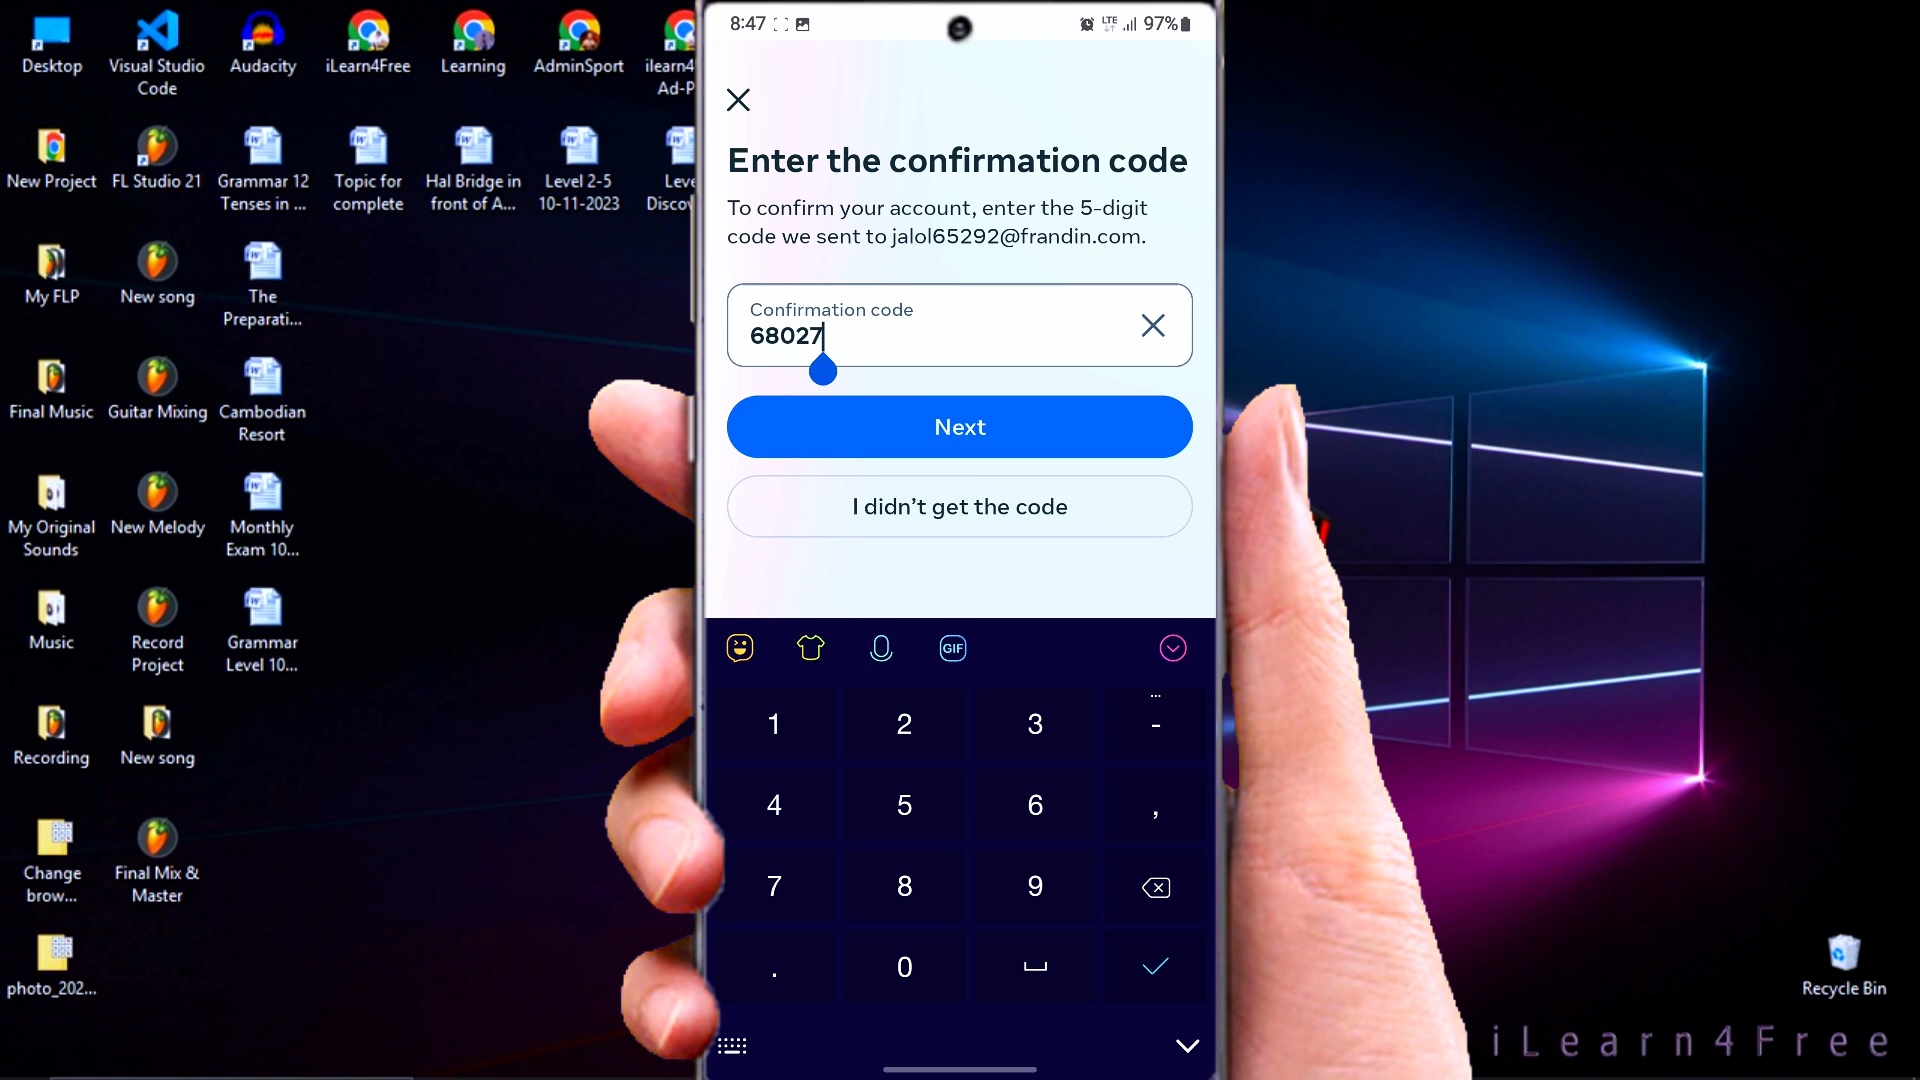 Desktop
Visual Studio
Code
Audacity
iLearn4Free
Learning
AdminSport
ilearn4
Ad-P
New Project
FL Studio 21
Grammar 12
Tenses in ...
Topic for
complete
Hal Bridge in
front of A...
Level 2-5
10-11-2023
Leve
Discov
My FLP
New song
The
Preparati...
Final Music
Guitar Mixing
Cambodian
Resort
My Original
Sounds
New Melody
Monthly
Exam 10...
Music
Record
Project
Grammar
Level 10...
Recording
New song
Change
brow...
Final Mix &
Master
photo_202...
8:47
LTE
97%
Enter the confirmation code
To confirm your account, enter the 5-digit
code we sent to jalol65292@frandin.com.
Confirmation code
68027
Next
I didn't get the code
GIF
1 2 3 -
4 5 6 ,
7 8 9
. 0
Recycle Bin
iLearn4Free